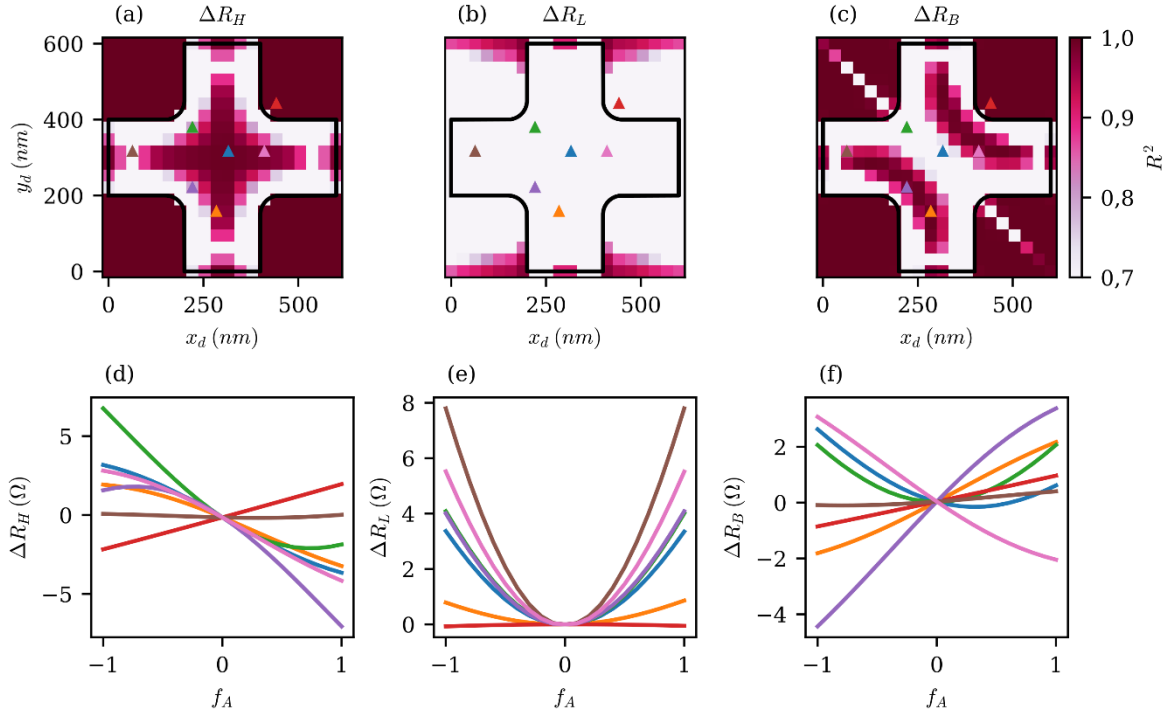 (a) ΔR_H (b) ΔR_L (c) ΔR_B
600
400
200
0
y_d (nm)
0 250 500
0 250 500
0 250 500
x_d (nm) x_d (nm) x_d (nm)
1,0
0,9
0,8
0,7
R²
(d) (e) (f)
5
0
−5
ΔR_H (Ω)
8
6
4
2
0
ΔR_L (Ω)
2
0
−2
−4
ΔR_B (Ω)
−1 0 1
−1 0 1
−1 0 1
f_A f_A f_A